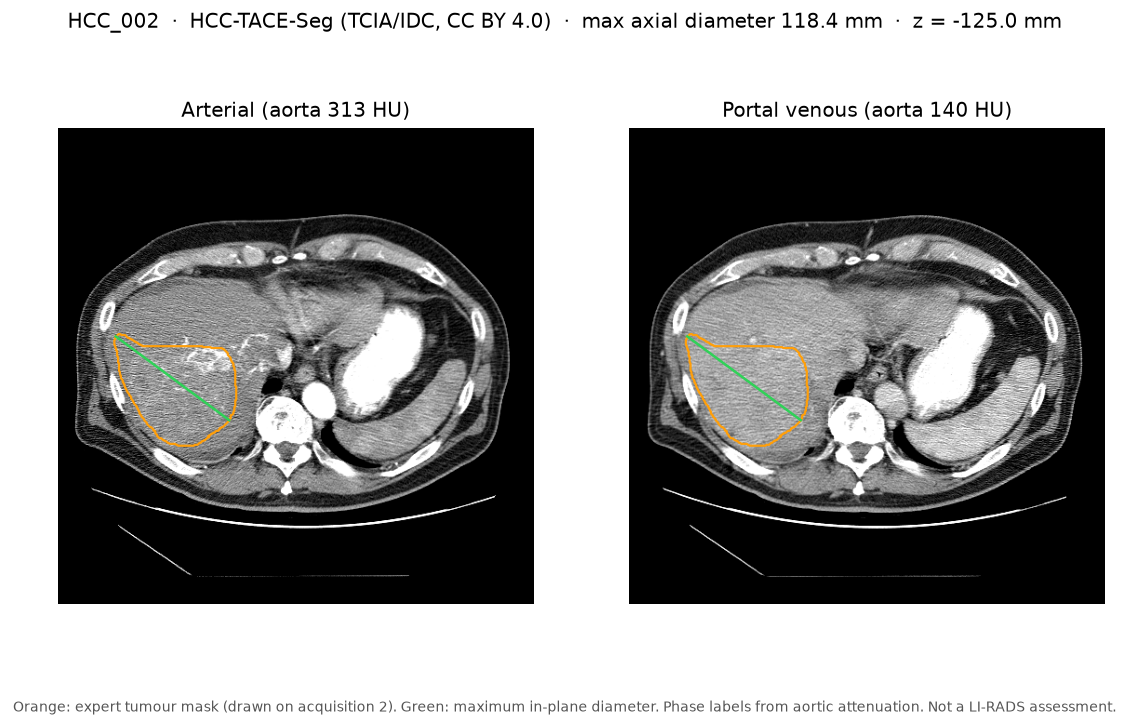 HCC_002 · HCC-TACE-Seg (TCIA/IDC, CC BY 4.0) · max axial diameter 118.4 mm · z = -125.0 mm
Arterial (aorta 313 HU)
Portal venous (aorta 140 HU)
Orange: expert tumour mask (drawn on acquisition 2). Green: maximum in-plane diameter. Phase labels from aortic attenuation. Not a LI-RADS assessment.